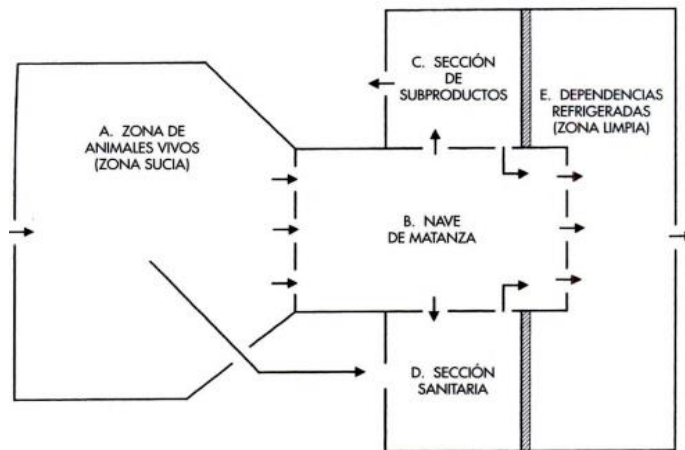 C. SECCIÓN
DE
SUBPRODUCTOS
E. DEPENDENCIAS
REFRIGERADAS
(ZONA LIMPIA)
A. ZONA DE
ANIMALES VIVOS
(ZONA SUCIA)
B. NAVE
DE MATANZA
D. SECCIÓN
SANITARIA